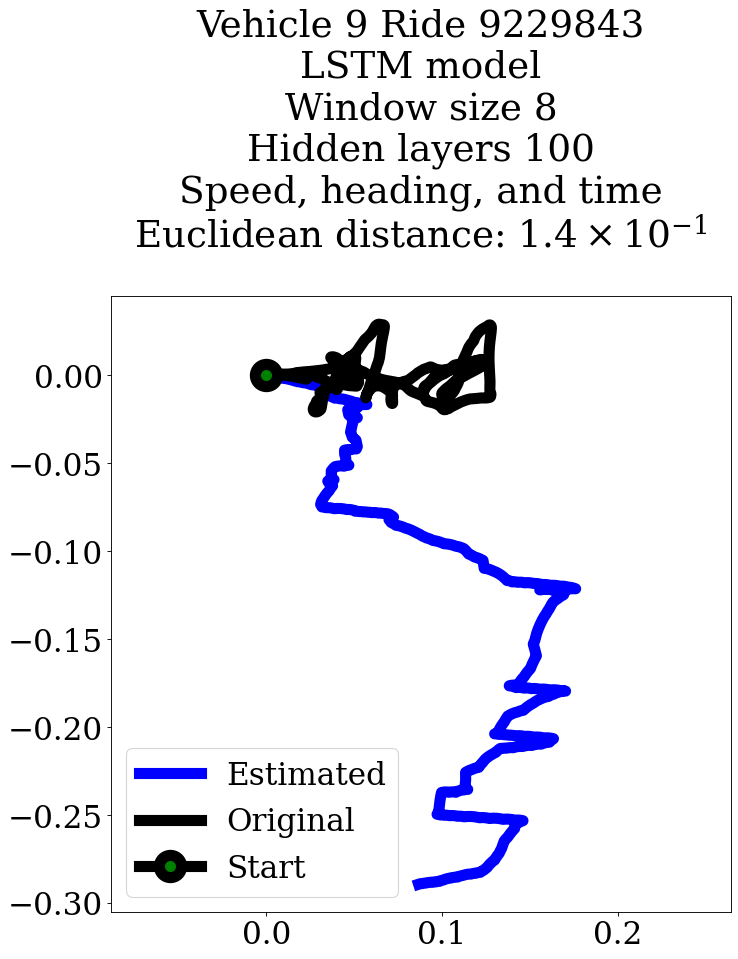 Vehicle 9 Ride 9229843
LSTM model
Window size 8
Hidden layers 100
Speed, heading, and time
Euclidean distance: 1.4 × 10⁻¹
0.00
−0.05
−0.10
−0.15
−0.20
−0.25
−0.30
Estimated
Original
Start
0.0 0.1 0.2